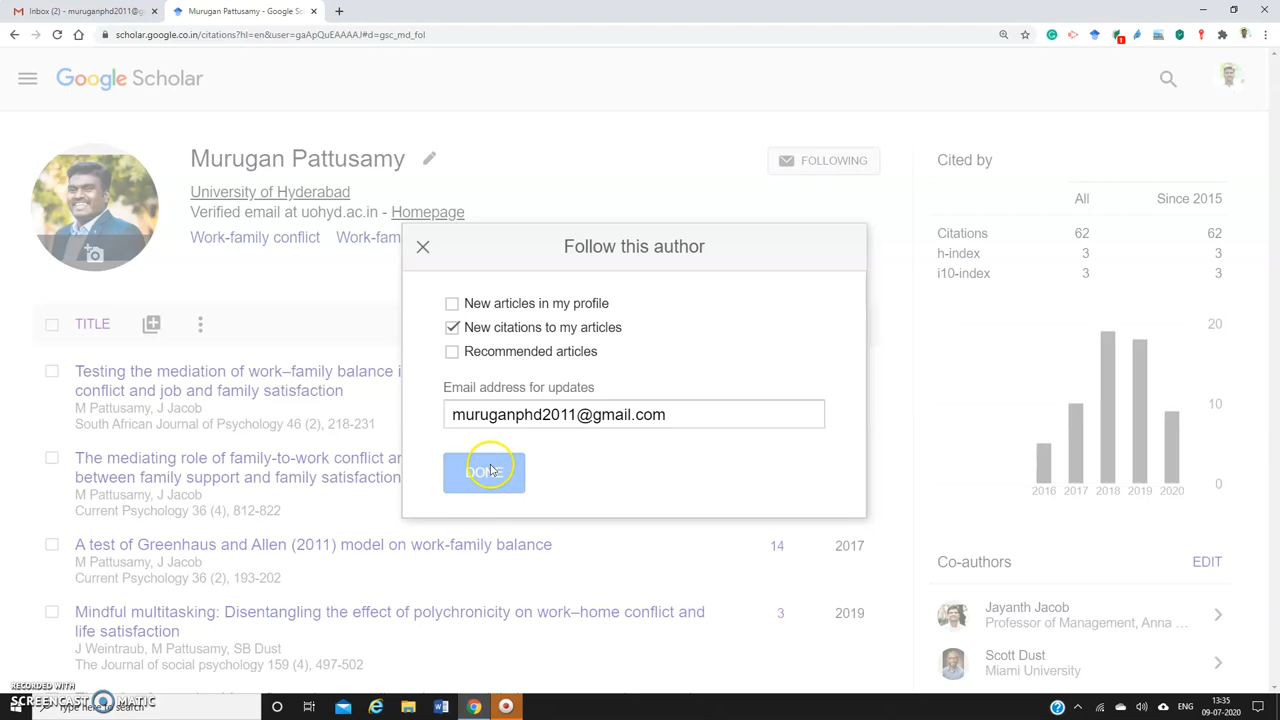 Inbox (2) - muruganphd2011@g
Murugan Pattusamy - Google Sch
scholar.google.co.in/citations?hl=en&user=gaApQuEAAAAJ#d=gsc_md_fol
Google Scholar
Murugan Pattusamy
FOLLOWING
University of Hyderabad
Verified email at uohyd.ac.in - Homepage
Work-family conflict Work-fam
Cited by
All Since 2015
Citations 62 62
h-index 3 3
i10-index 3 3
Follow this author
New articles in my profile
New citations to my articles
Recommended articles
Email address for updates
muruganphd2011@gmail.com
DONE
TITLE
Testing the mediation of work–family balance i
conflict and job and family satisfaction
M Pattusamy, J Jacob
South African Journal of Psychology 46 (2), 218-231
The mediating role of family-to-work conflict ar
between family support and family satisfaction
M Pattusamy, J Jacob
Current Psychology 36 (4), 812-822
A test of Greenhaus and Allen (2011) model on work-family balance 14 2017
M Pattusamy, J Jacob
Current Psychology 36 (2), 193-202
Mindful multitasking: Disentangling the effect of polychronicity on work–home conflict and 3 2019
life satisfaction
J Weintraub, M Pattusamy, SB Dust
The Journal of social psychology 159 (4), 497-502
20
10
0
2016 2017 2018 2019 2020
Co-authors EDIT
Jayanth Jacob
Professor of Management, Anna …
Scott Dust
Miami University
RECORDED WITH
SCREENCAST MATIC
Type here to search
13:35
09-07-2020